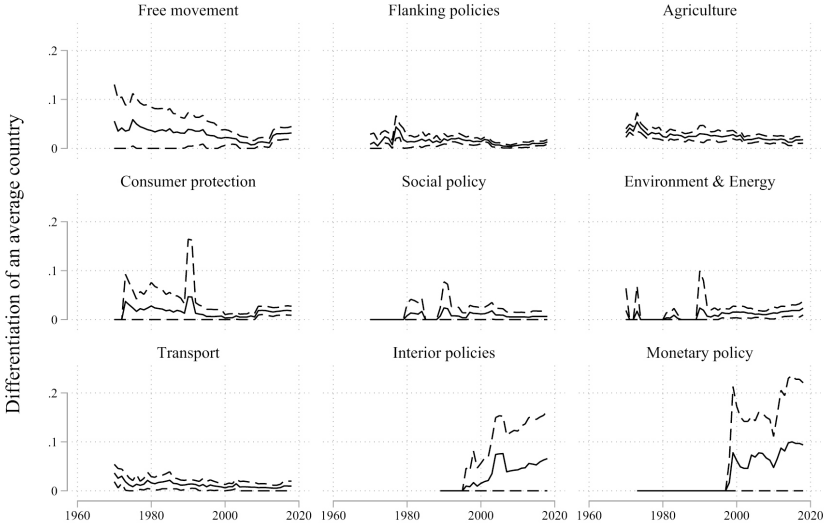 Free movement Flanking policies Agriculture
.2
.1
0
Consumer protection Social policy Environment & Energy
.2
.1
0
Transport Interior policies Monetary policy
.2
.1
0
1960 1980 2000 2020 1960 1980 2000 2020 1960 1980 2000 2020
Differentiation of an average country